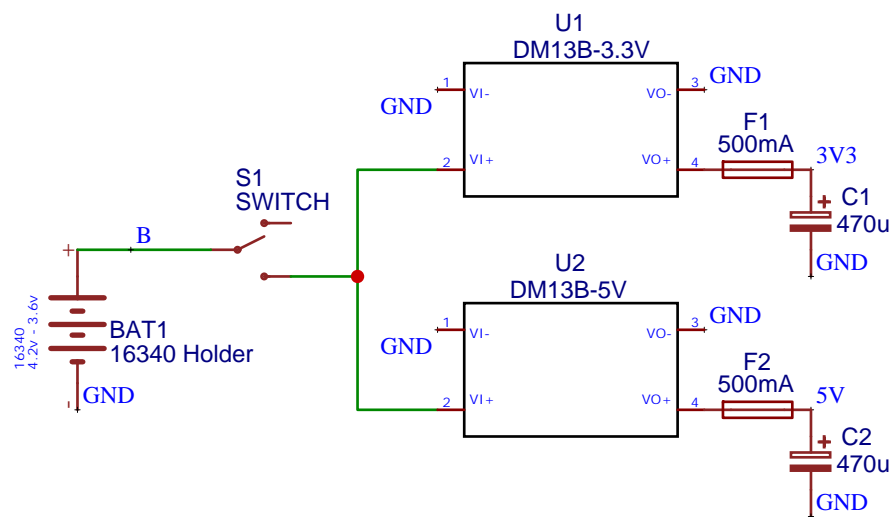 U1
DM13B-3.3V
1
VI-
VO-
3
GND
GND
2
VI+
VO+
4
F1
500mA
3V3
C1
+
470u
GND
S1
SWITCH
B
+
16340
4.2v - 3.6v
BAT1
16340 Holder
-
GND
U2
DM13B-5V
1
VI-
VO-
3
GND
GND
2
VI+
VO+
4
F2
500mA
5V
C2
+
470u
GND